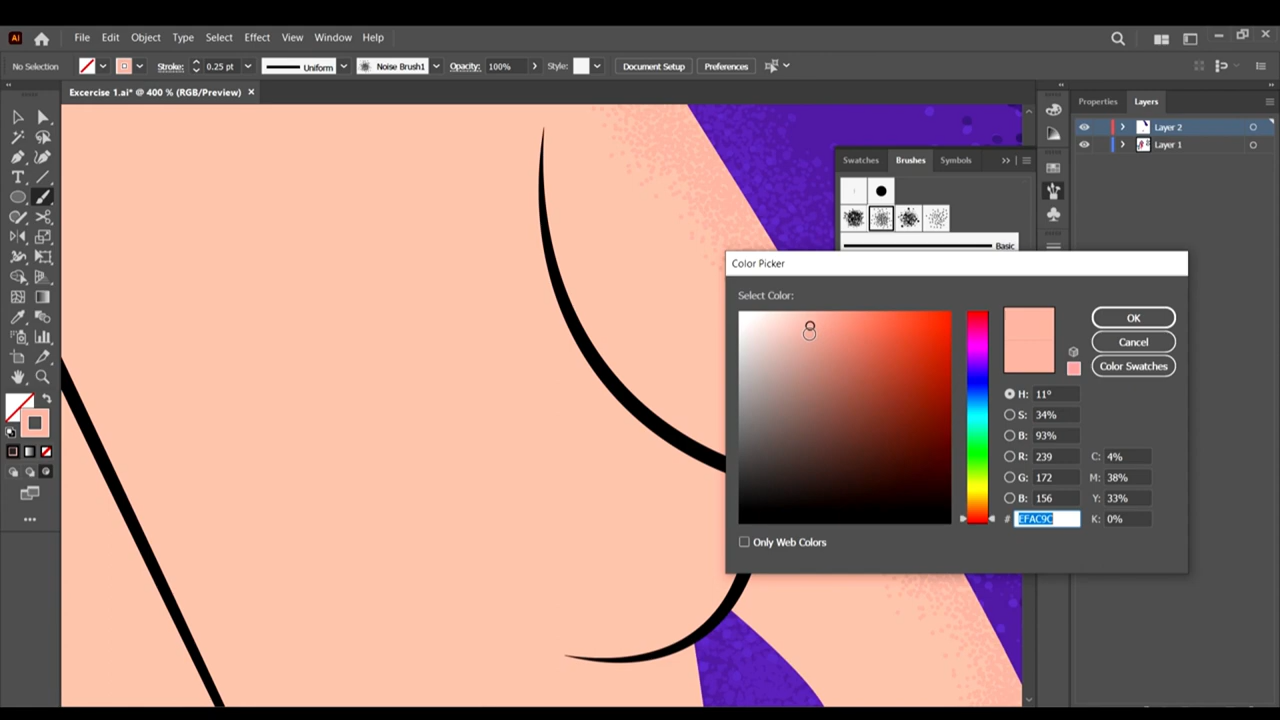 Ai File Edit Object Type Select Effect View Window Help
No Selection Stroke: 0.25 pt Uniform Noise Brush1 Opacity: 100% Style: Document Setup Preferences
Excercise 1.ai* @ 400 % (RGB/Preview)
Properties Layers
Layer 2
Layer 1
Swatches Brushes Symbols
Basic
Color Picker
Select Color:
OK
Cancel
Color Swatches
H: 11°
S: 34%
B: 93%
R: 239 C: 4%
G: 172 M: 38%
B: 156 Y: 33%
# EFAC9C K: 0%
Only Web Colors